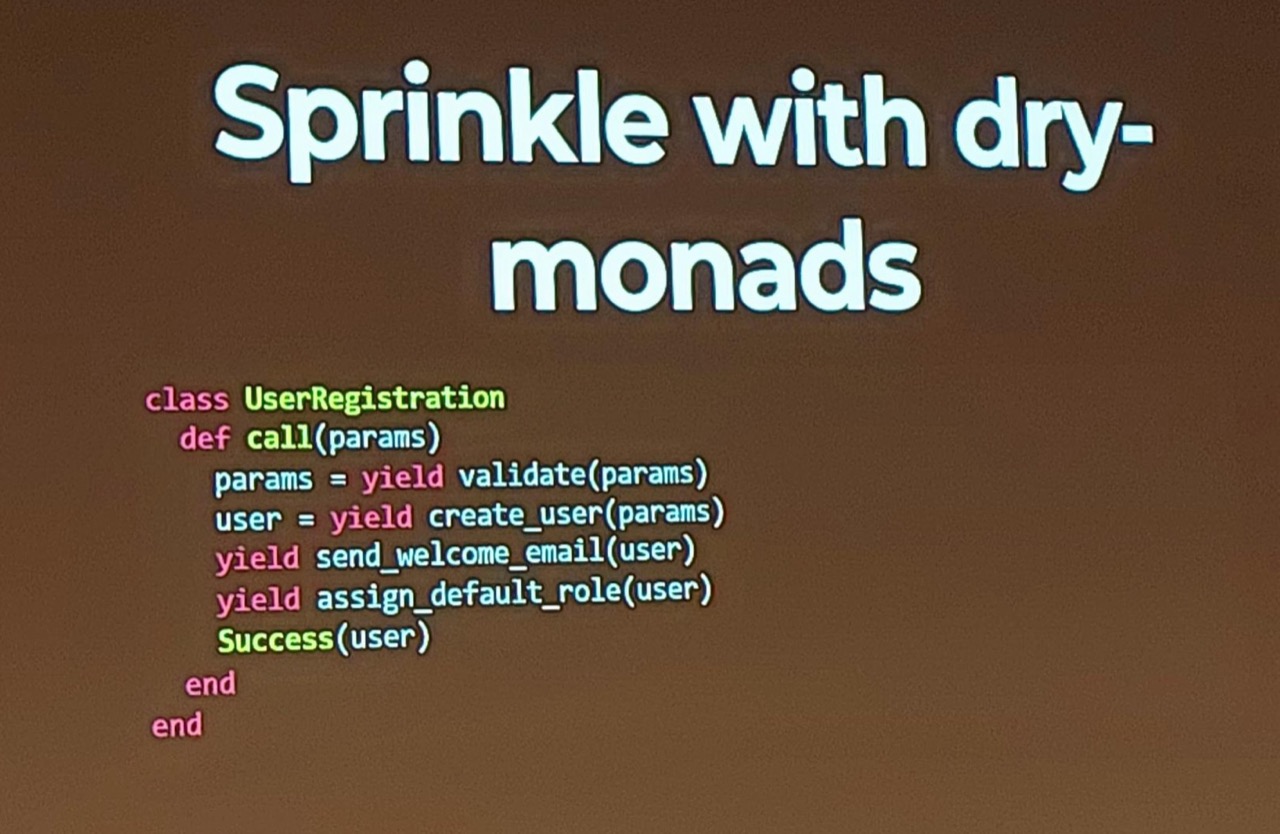 Sprinkle with dry-
monads
class UserRegistration
  def call(params)
    params = yield validate(params)
    user = yield create_user(params)
    yield send_welcome_email(user)
    yield assign_default_role(user)
    Success(user)
  end
end